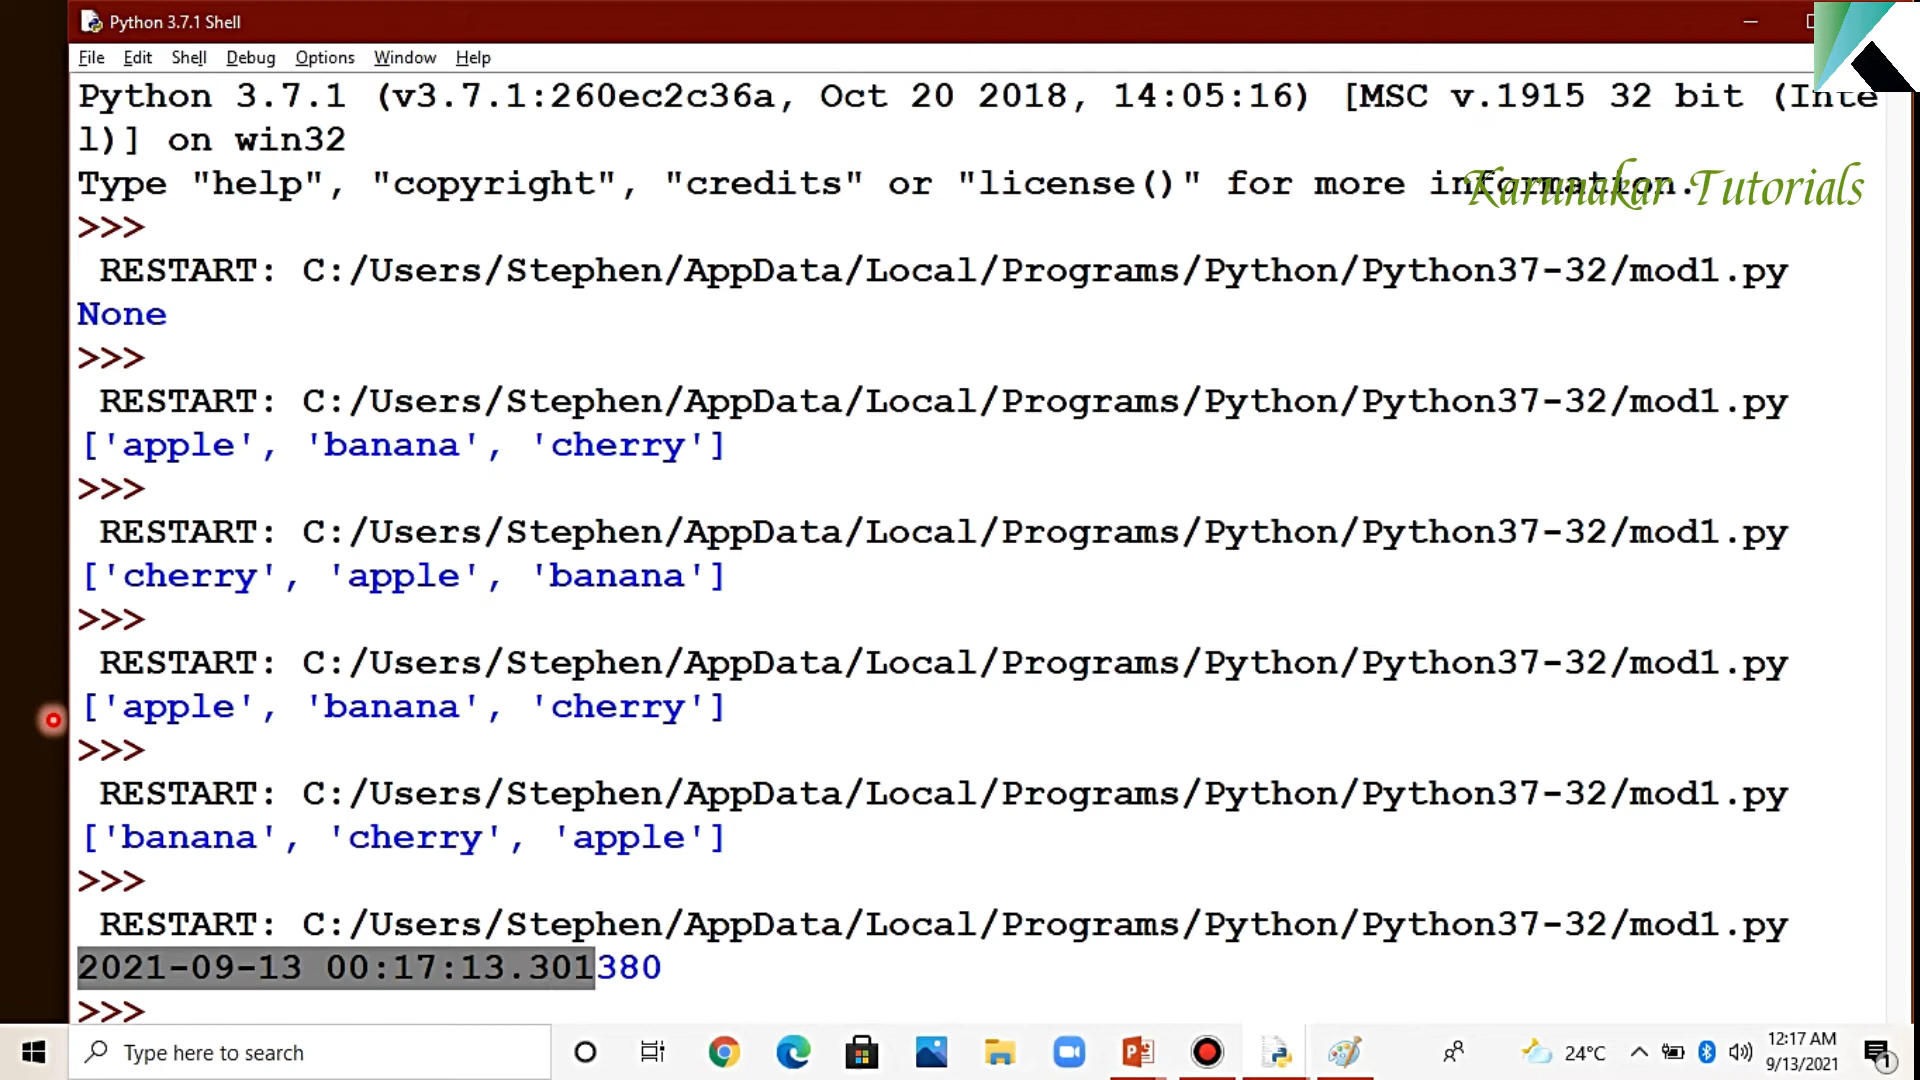 Python 3.7.1 Shell
File Edit Shell Debug Options Window Help
Python 3.7.1 (v3.7.1:260ec2c36a, Oct 20 2018, 14:05:16) [MSC v.1915 32 bit (Inte
l)] on win32
Type "help", "copyright", "credits" or "license()" for more information.
Karunakar Tutorials
>>>
RESTART: C:/Users/Stephen/AppData/Local/Programs/Python/Python37-32/mod1.py
None
>>>
RESTART: C:/Users/Stephen/AppData/Local/Programs/Python/Python37-32/mod1.py
['apple', 'banana', 'cherry']
>>>
RESTART: C:/Users/Stephen/AppData/Local/Programs/Python/Python37-32/mod1.py
['cherry', 'apple', 'banana']
>>>
RESTART: C:/Users/Stephen/AppData/Local/Programs/Python/Python37-32/mod1.py
['apple', 'banana', 'cherry']
>>>
RESTART: C:/Users/Stephen/AppData/Local/Programs/Python/Python37-32/mod1.py
['banana', 'cherry', 'apple']
>>>
RESTART: C:/Users/Stephen/AppData/Local/Programs/Python/Python37-32/mod1.py
2021-09-13 00:17:13.301380
>>>
Type here to search
24°C
12:17 AM
9/13/2021
1